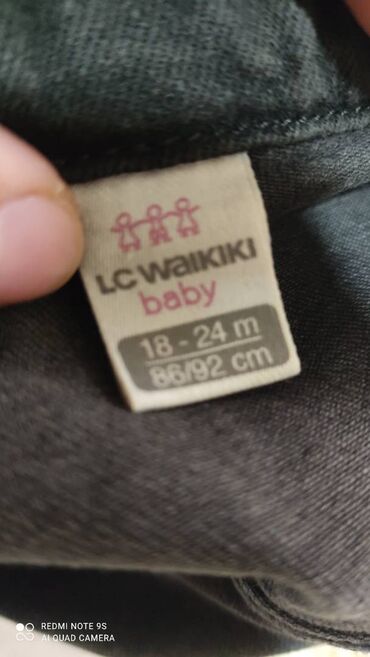 LC WAIKIKI
baby
18 - 24 m
86/92 cm
REDMI NOTE 9S
AI QUAD CAMERA